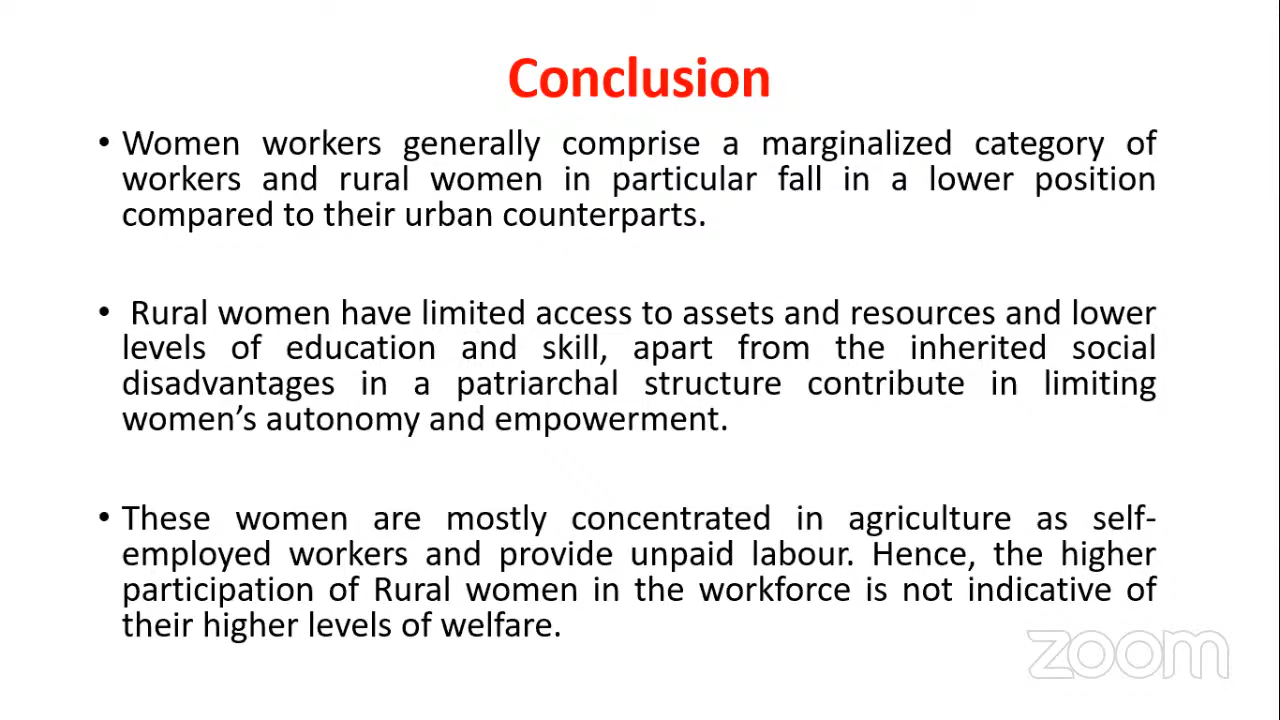 Conclusion
• Women workers generally comprise a marginalized category of
workers and rural women in particular fall in a lower position
compared to their urban counterparts.
• Rural women have limited access to assets and resources and lower
levels of education and skill, apart from the inherited social
disadvantages in a patriarchal structure contribute in limiting
women’s autonomy and empowerment.
• These women are mostly concentrated in agriculture as self-
employed workers and provide unpaid labour. Hence, the higher
participation of Rural women in the workforce is not indicative of
their higher levels of welfare.
zoom